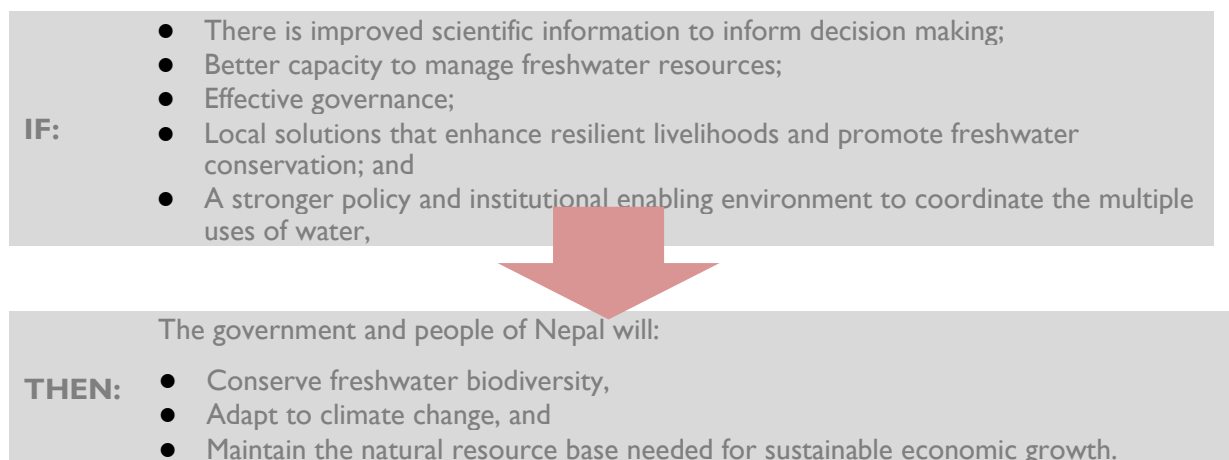 ● There is improved scientific information to inform decision making;
● Better capacity to manage freshwater resources;
● Effective governance;
IF:
● Local solutions that enhance resilient livelihoods and promote freshwater
conservation; and
● A stronger policy and institutional enabling environment to coordinate the multiple
uses of water,
The government and people of Nepal will:
THEN:
● Conserve freshwater biodiversity,
● Adapt to climate change, and
● Maintain the natural resource base needed for sustainable economic growth.